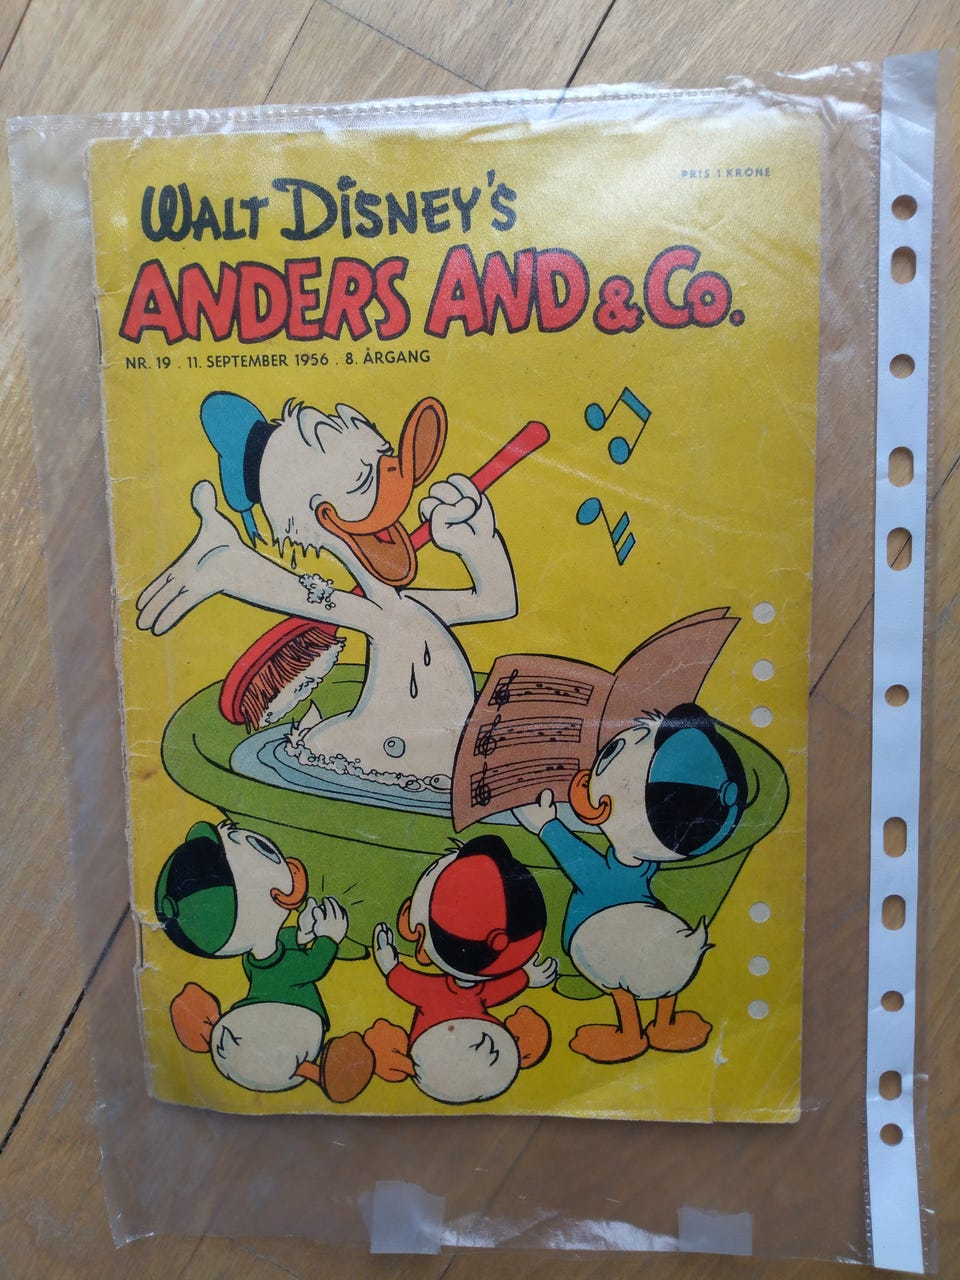 PRIS 1 KRONE
WALT DISNEY'S
ANDERS AND & Co.
NR. 19 . 11. SEPTEMBER 1956 . 8. ÅRGANG